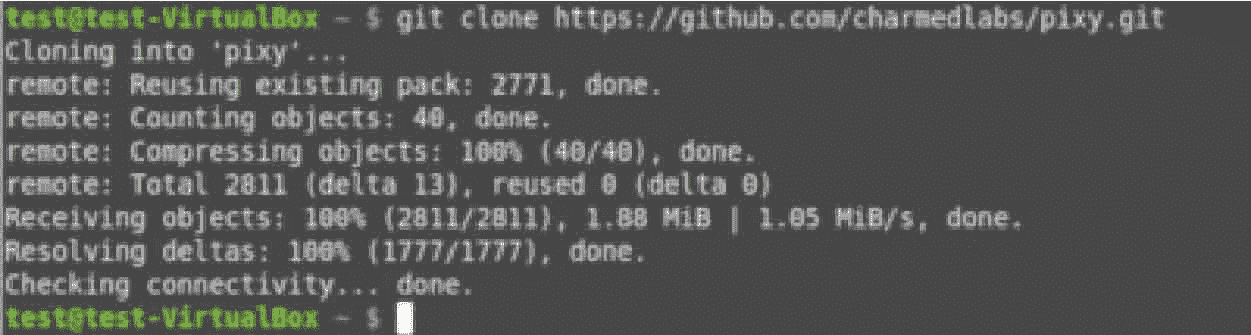 test@test-VirtualBox ~ $ git clone https://github.com/charmedlabs/pixy.git
Cloning into 'pixy'...
remote: Reusing existing pack: 2771, done.
remote: Counting objects: 40, done.
remote: Compressing objects: 100% (40/40), done.
remote: Total 2811 (delta 13), reused 0 (delta 0)
Receiving objects: 100% (2811/2811), 1.88 MiB | 1.05 MiB/s, done.
Resolving deltas: 100% (1777/1777), done.
Checking connectivity... done.
test@test-VirtualBox ~ $